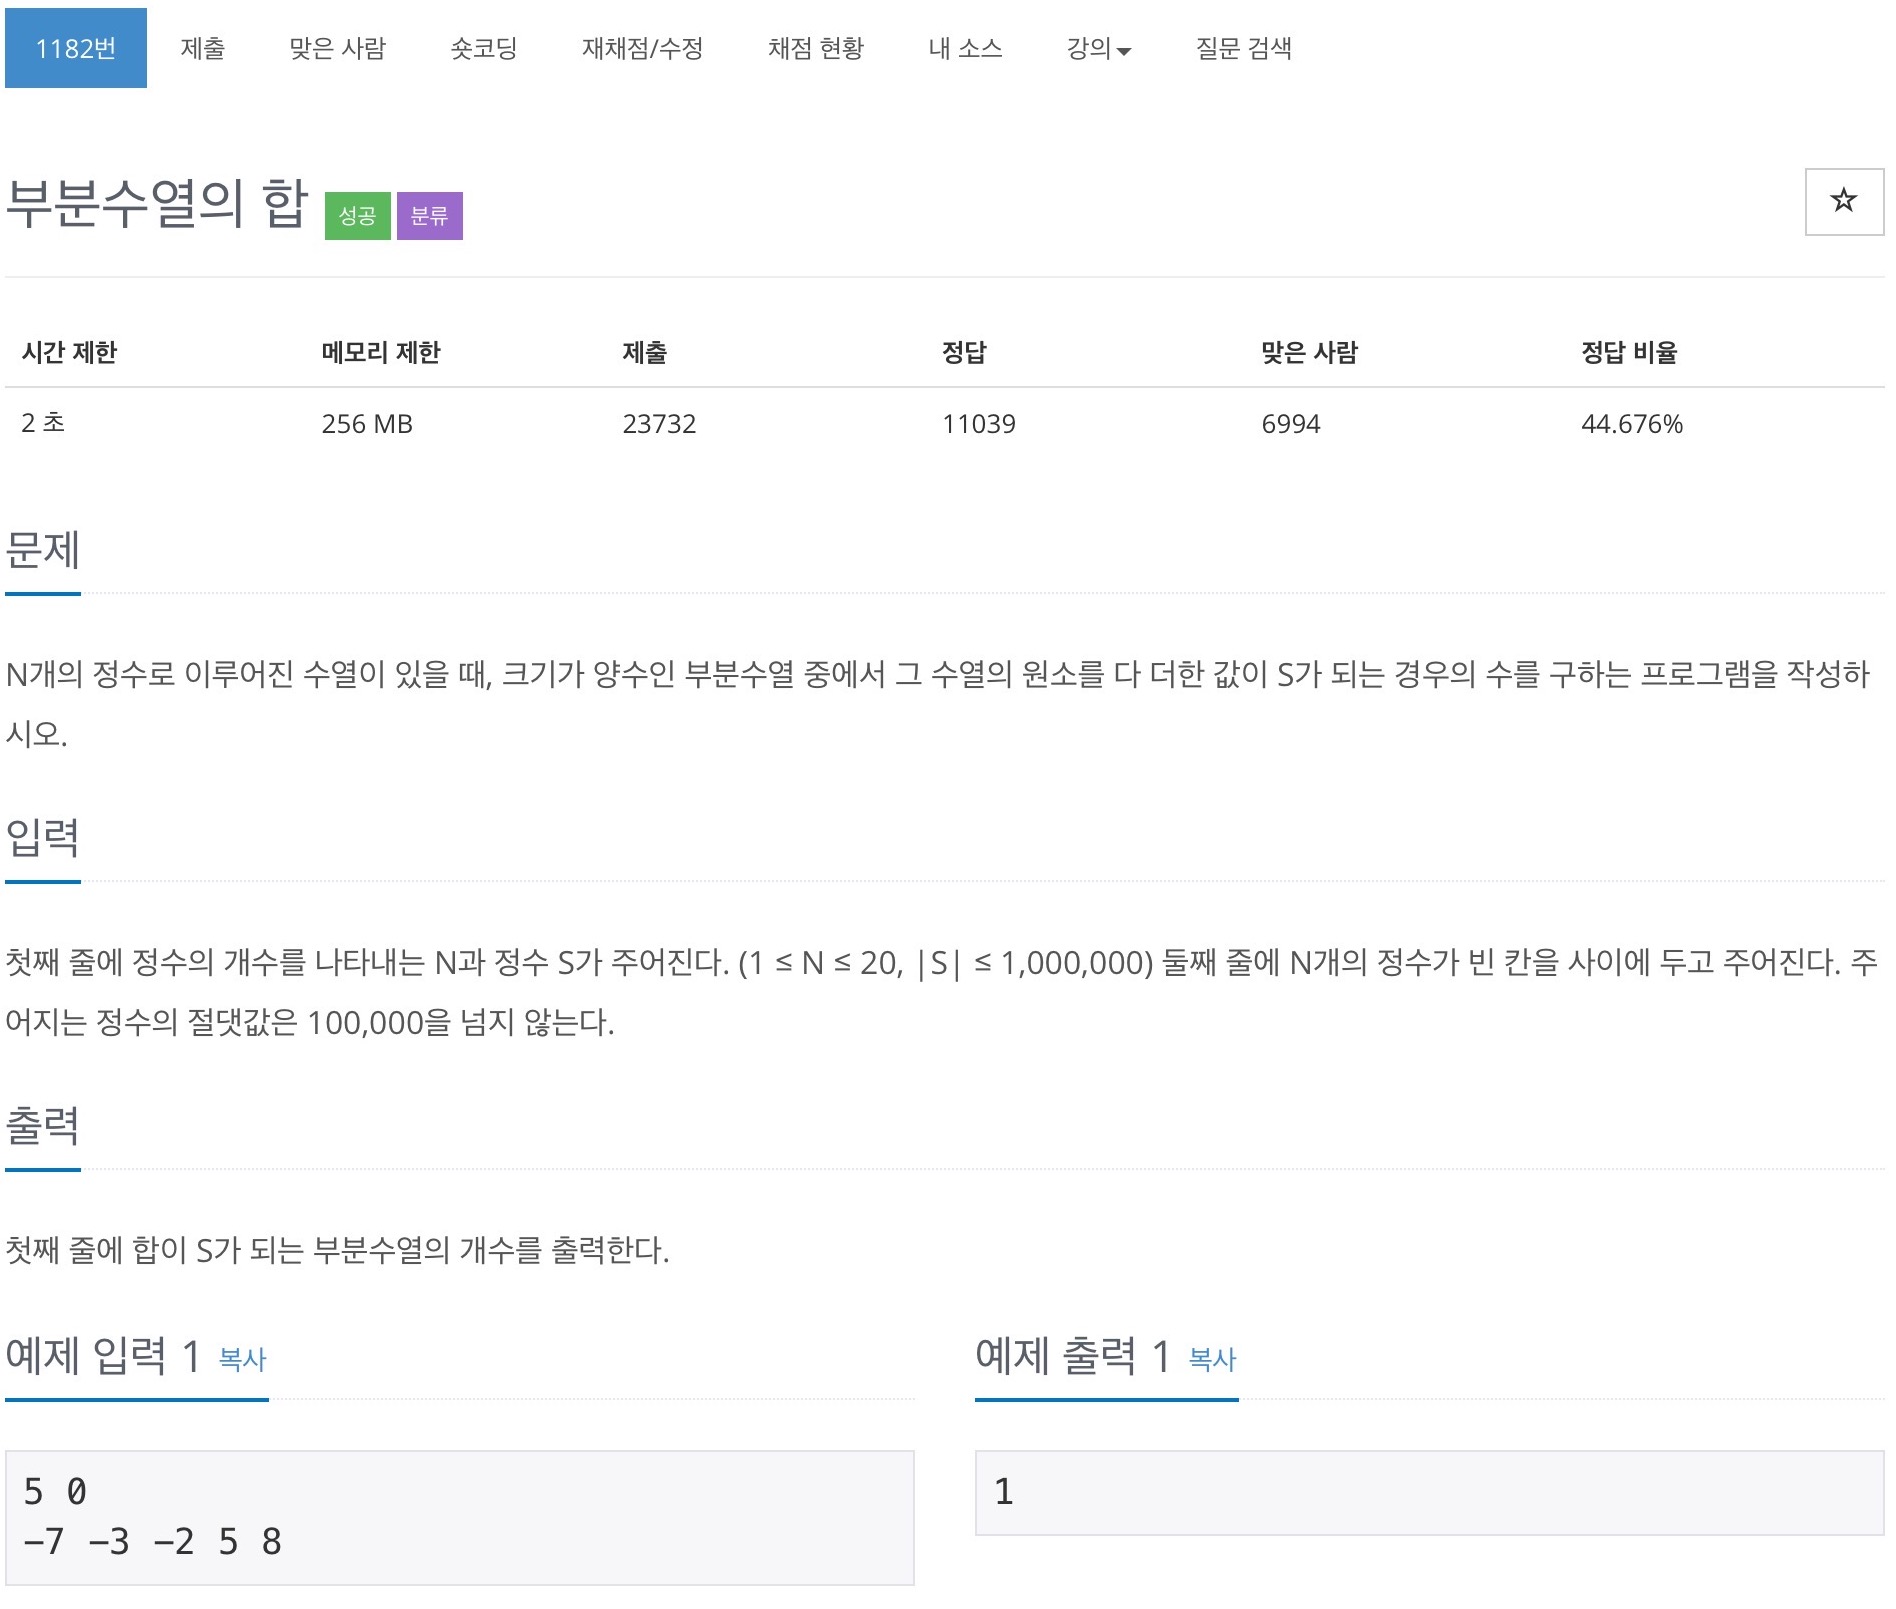 1182번 제출 맞은 사람 숏코딩 재채점/수정 채점 현황 내 소스 강의 질문 검색
부분수열의 합 성공 분류
시간 제한 메모리 제한 제출 정답 맞은 사람 정답 비율
2 초 256 MB 23732 11039 6994 44.676%
문제
N개의 정수로 이루어진 수열이 있을 때, 크기가 양수인 부분수열 중에서 그 수열의 원소를 다 더한 값이 S가 되는 경우의 수를 구하는 프로그램을 작성하
시오.
입력
첫째 줄에 정수의 개수를 나타내는 N과 정수 S가 주어진다. (1 ≤ N ≤ 20, |S| ≤ 1,000,000) 둘째 줄에 N개의 정수가 빈 칸을 사이에 두고 주어진다. 주
어지는 정수의 절댓값은 100,000을 넘지 않는다.
출력
첫째 줄에 합이 S가 되는 부분수열의 개수를 출력한다.
예제 입력 1 복사
5 0
-7 -3 -2 5 8
예제 출력 1 복사
1